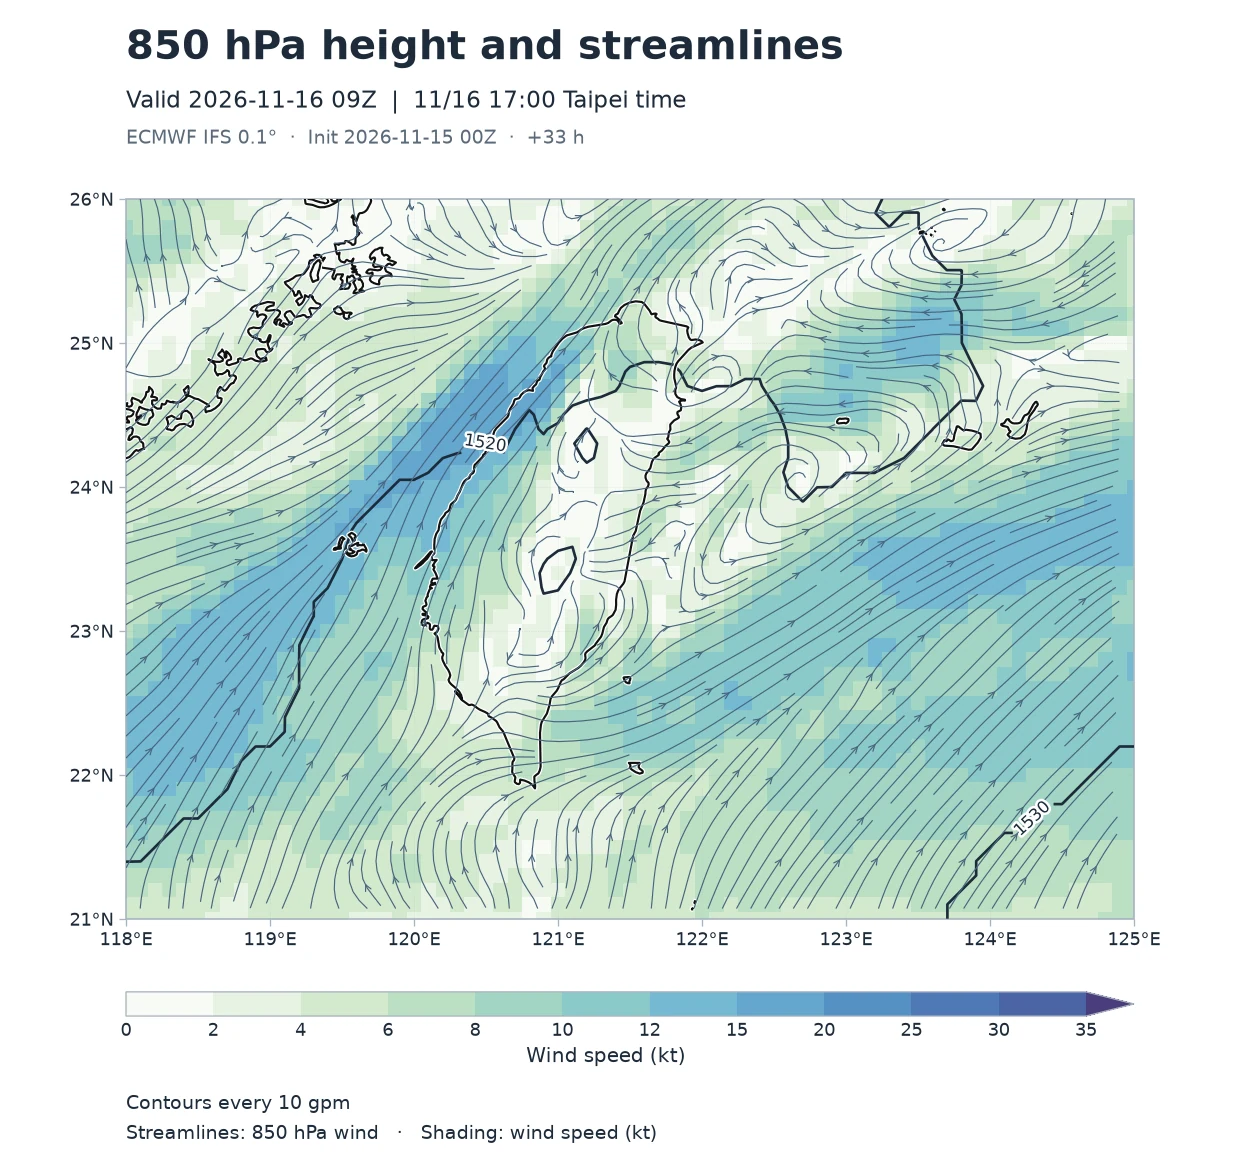 850 hPa height and streamlines
Valid 2026-11-16 09Z | 11/16 17:00 Taipei time
ECMWF IFS 0.1° · Init 2026-11-15 00Z · +33 h
26°N
25°N
1520
24°N
23°N
22°N
1530
21°N
118°E 119°E 120°E 121°E 122°E 123°E 124°E 125°E
0 2 4 6 8 10 12 15 20 25 30 35
Wind speed (kt)
Contours every 10 gpm
Streamlines: 850 hPa wind · Shading: wind speed (kt)